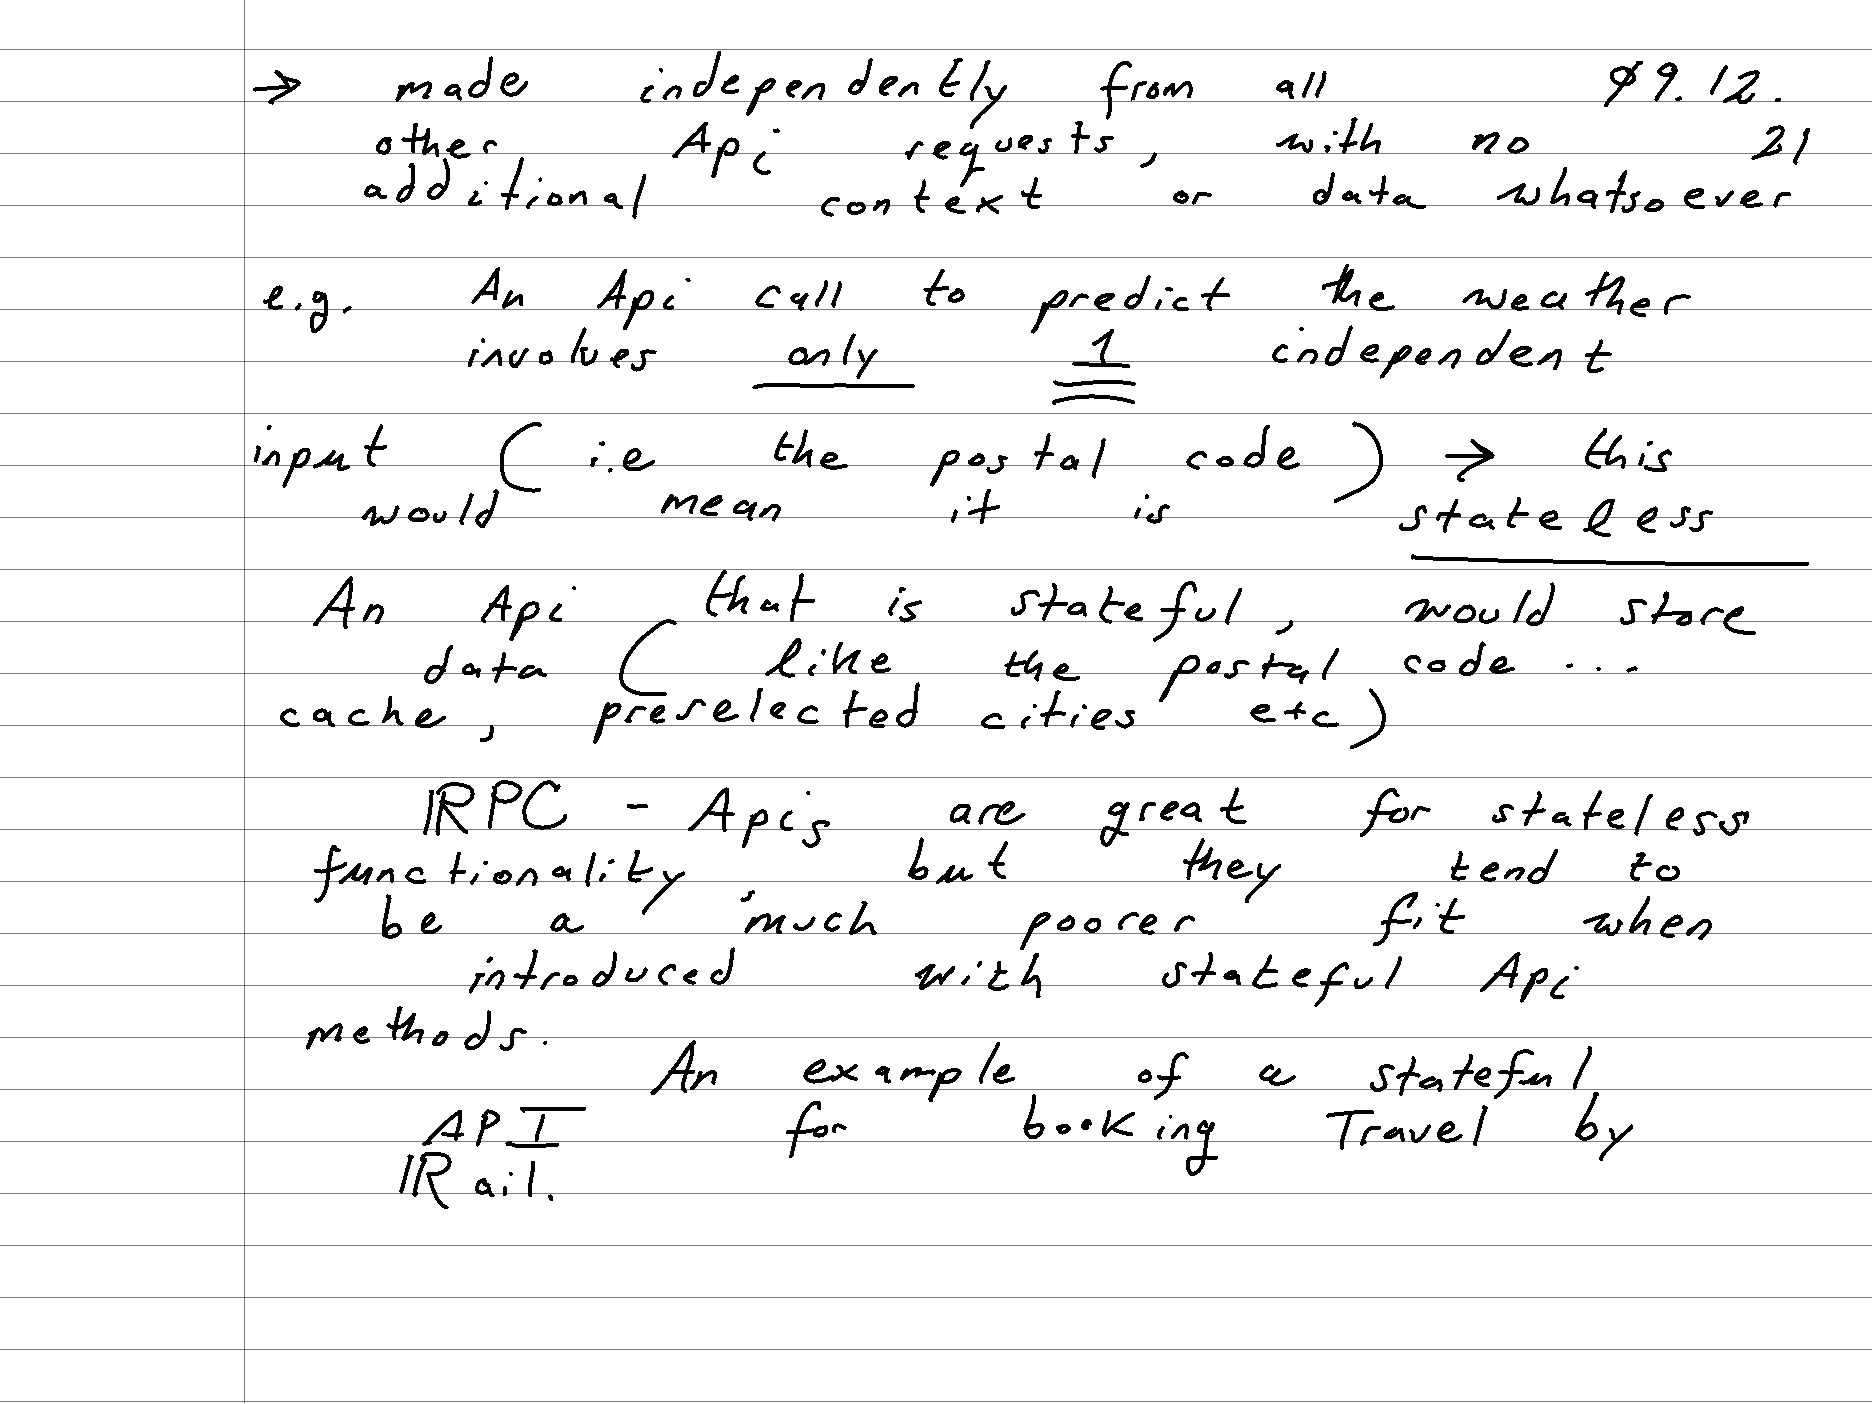 → made independently from all ø9.12.
other Api requests, with no 21
additional context or data whatsoever
e.g. An Api call to predict the weather
involves only 1 independent
input (i.e the postal code) → this
would mean it is stateless
An Api that is stateful, would store
data (like the postal code ...
cache, preselected cities etc)
RPC - Apis are great for stateless
functionality, but they tend to
be a much poorer fit when
introduced with stateful Api
methods.
An example of a stateful
API for booking Travel by
Rail.